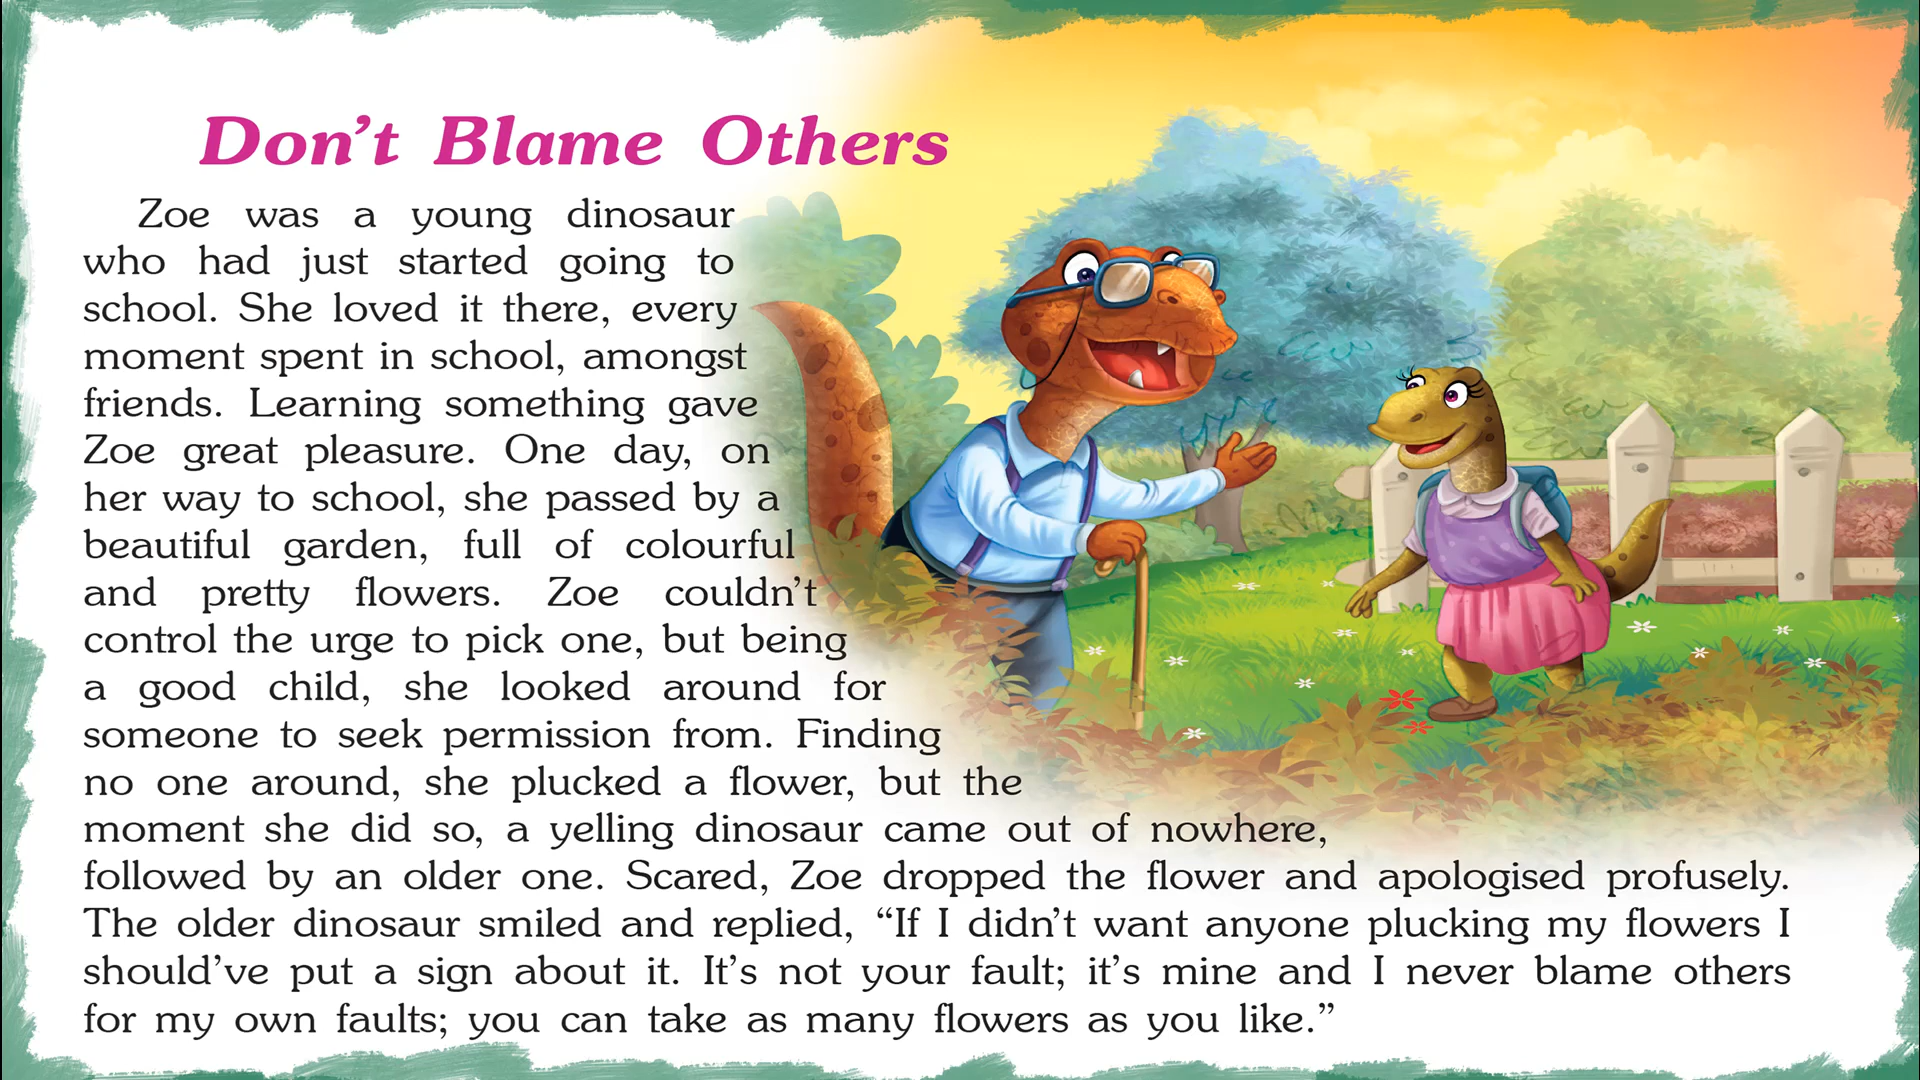 Don’t Blame Others
Zoe was a young dinosaur
who had just started going to
school. She loved it there, every
moment spent in school, amongst
friends. Learning something gave
Zoe great pleasure. One day, on
her way to school, she passed by a
beautiful garden, full of colourful
and pretty flowers. Zoe couldn’t
control the urge to pick one, but being
a good child, she looked around for
someone to seek permission from. Finding
no one around, she plucked a flower, but the
moment she did so, a yelling dinosaur came out of nowhere,
followed by an older one. Scared, Zoe dropped the flower and apologised profusely.
The older dinosaur smiled and replied, “If I didn’t want anyone plucking my flowers I
should’ve put a sign about it. It’s not your fault; it’s mine and I never blame others
for my own faults; you can take as many flowers as you like.”